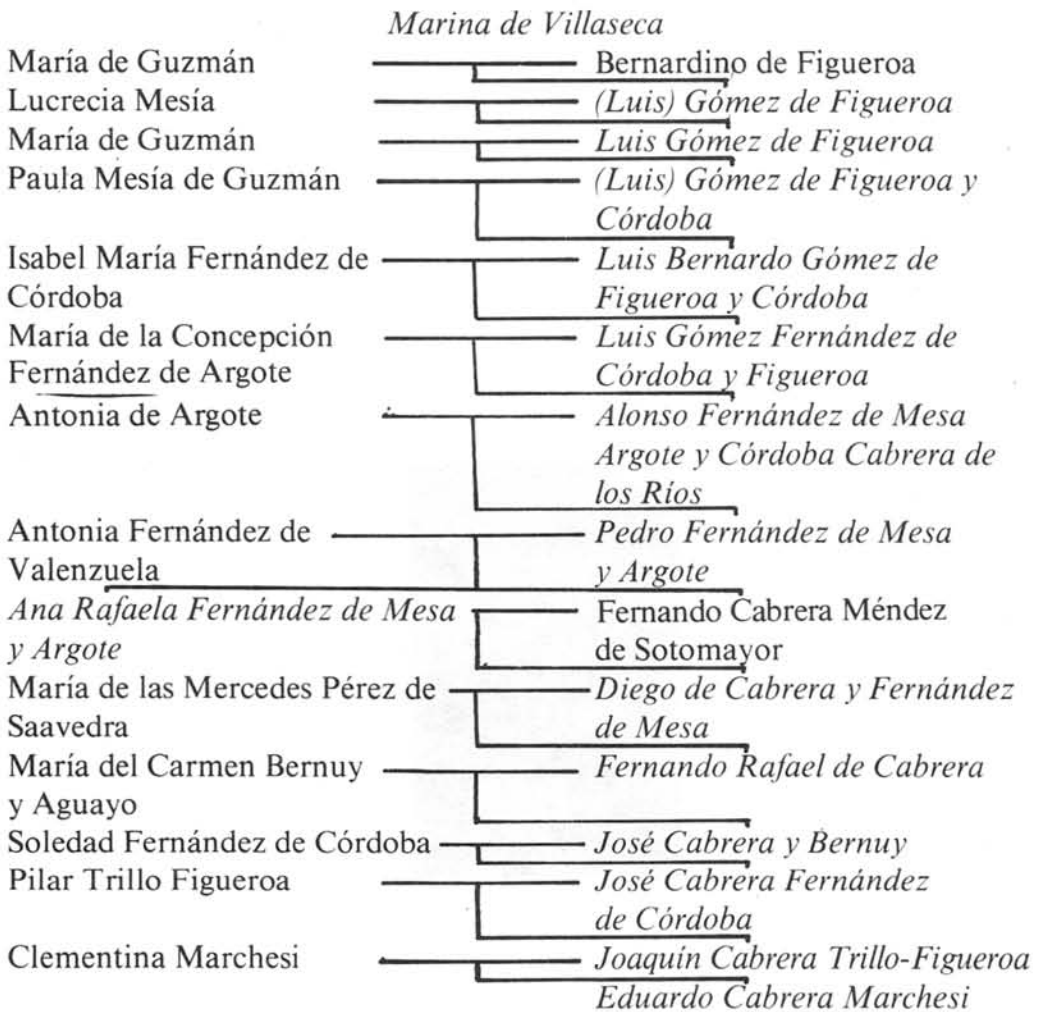 Marina de Villaseca
María de Guzmán Bernardino de Figueroa
Lucrecia Mesía (Luis) Gómez de Figueroa
María de Guzmán Luis Gómez de Figueroa
Paula Mesía de Guzmán (Luis) Gómez de Figueroa y
Córdoba
Isabel María Fernández de Luis Bernardo Gómez de
Córdoba Figueroa y Córdoba
María de la Concepción Luis Gómez Fernández de
Fernández de Argote Córdoba y Figueroa
Antonia de Argote Alonso Fernández de Mesa
Argote y Córdoba Cabrera de
los Ríos
Antonia Fernández de Pedro Fernández de Mesa
Valenzuela y Argote
Ana Rafaela Fernández de Mesa Fernando Cabrera Méndez
y Argote de Sotomayor
María de las Mercedes Pérez de Diego de Cabrera y Fernández
Saavedra de Mesa
María del Carmen Bernuy Fernando Rafael de Cabrera
y Aguayo
Soledad Fernández de Córdoba José Cabrera y Bernuy
Pilar Trillo Figueroa José Cabrera Fernández
de Córdoba
Clementina Marchesi Joaquín Cabrera Trillo-Figueroa
Eduardo Cabrera Marchesi